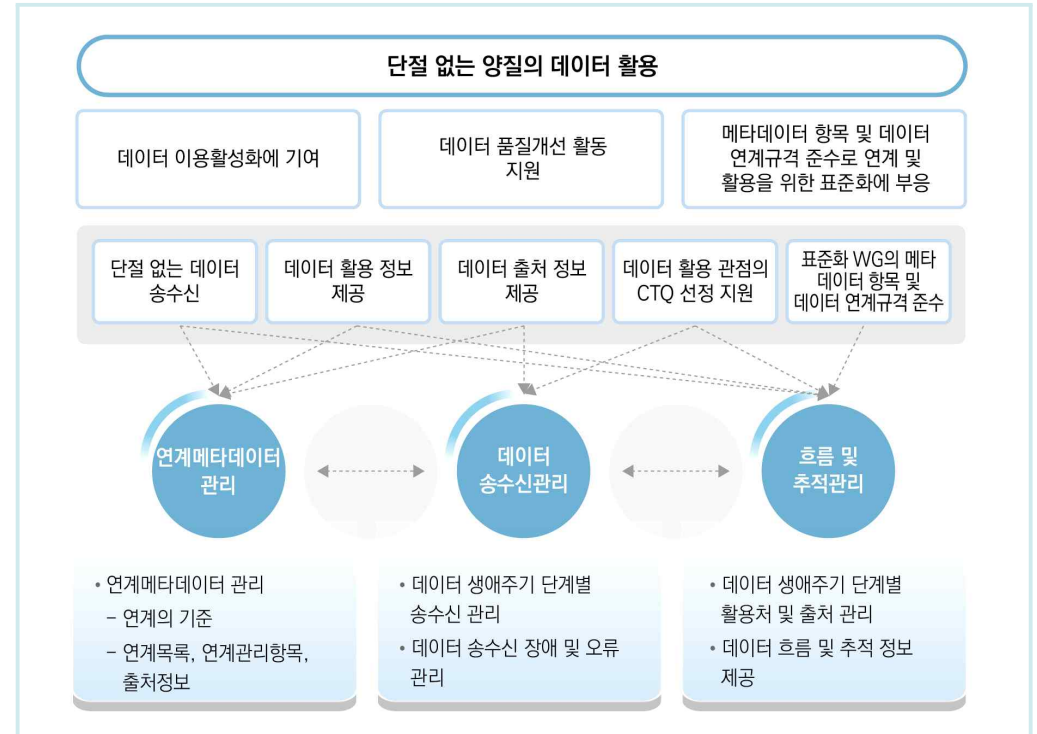 단절 없는 양질의 데이터 활용
데이터 이용활성화에 기여
데이터 품질개선 활동
지원
메타데이터 항목 및 데이터
연계규격 준수로 연계 및
활용을 위한 표준화에 부응
단절 없는 데이터
송수신
데이터 활용 정보
제공
데이터 출처 정보
제공
데이터 활용 관점의
CTQ 선정 지원
표준화 WG의 메타
데이터 항목 및
데이터 연계규격 준수
연계메타데이터
관리
데이터
송수신관리
흐름 및
추적관리
• 연계메타데이터 관리
– 연계의 기준
– 연계목록, 연계관리항목,
출처정보
• 데이터 생애주기 단계별
송수신 관리
• 데이터 송수신 장애 및 오류
관리
• 데이터 생애주기 단계별
활용처 및 출처 관리
• 데이터 흐름 및 추적 정보
제공